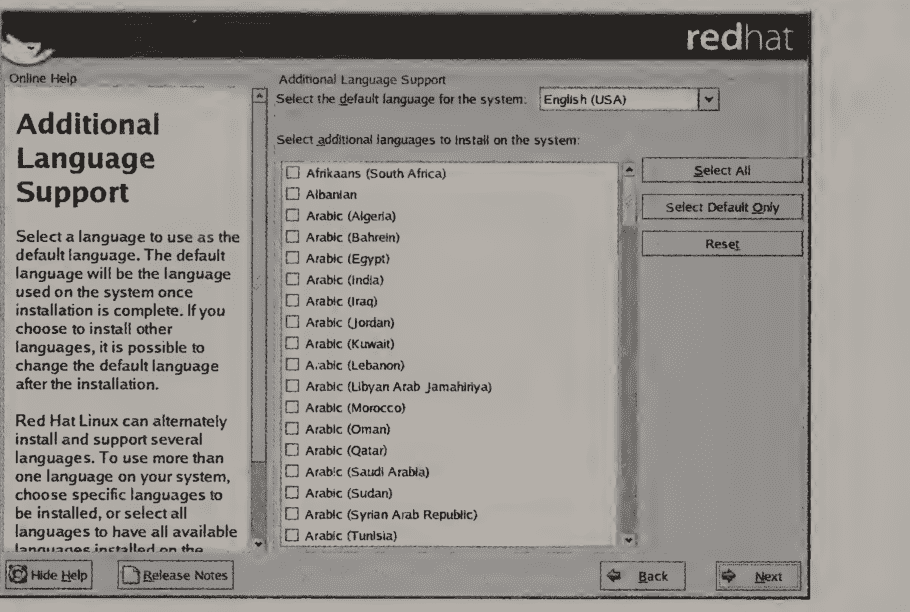 redhat
Online Help
Additional
Language
Support
Select a language to use as the
default language. The default
language will be the language
used on the system once
installation is complete. If you
choose to install other
languages, it is possible to
change the default language
after the installation.
Red Hat Linux can alternately
install and support several
languages. To use more than
one language on your system,
choose specific languages to
be installed, or select all
languages to have all available
languages installed on the
Additional Language Support
Select the default language for the system: English (USA)
Select additional languages to install on the system:
Afrikaans (South Africa)
Albanian
Arabic (Algeria)
Arabic (Bahrein)
Arabic (Egypt)
Arabic (India)
Arabic (Iraq)
Arabic (Jordan)
Arabic (Kuwait)
Arabic (Lebanon)
Arabic (Libyan Arab Jamahiriya)
Arabic (Morocco)
Arabic (Oman)
Arabic (Qatar)
Arabic (Saudi Arabia)
Arabic (Sudan)
Arabic (Syrian Arab Republic)
Arabic (Tunisia)
Select All
Select Default Only
Reset
Hide Help
Release Notes
Back
Next